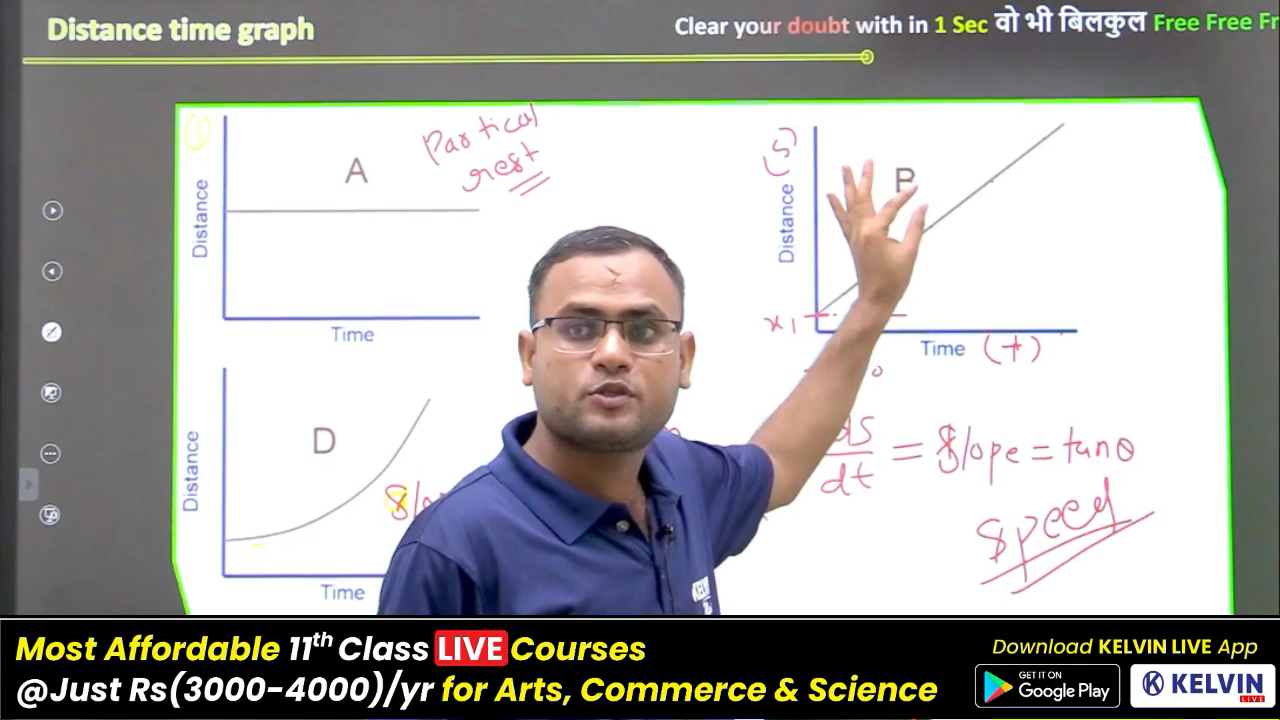 Distance time graph
Clear your doubt with in 1 Sec वो भी बिलकुल Free Free Fr
1
Distance
A
Partical
rest
Time
(S)
Distance
B
x1
Time (t)
Distance
D
Time
ds/dt = Slope = tanθ
Speed
KELVIN
Most Affordable 11th Class LIVE Courses
@Just Rs(3000-4000)/yr for Arts, Commerce & Science
Download KELVIN LIVE App
GET IT ON
Google Play
KELVIN
LIVE